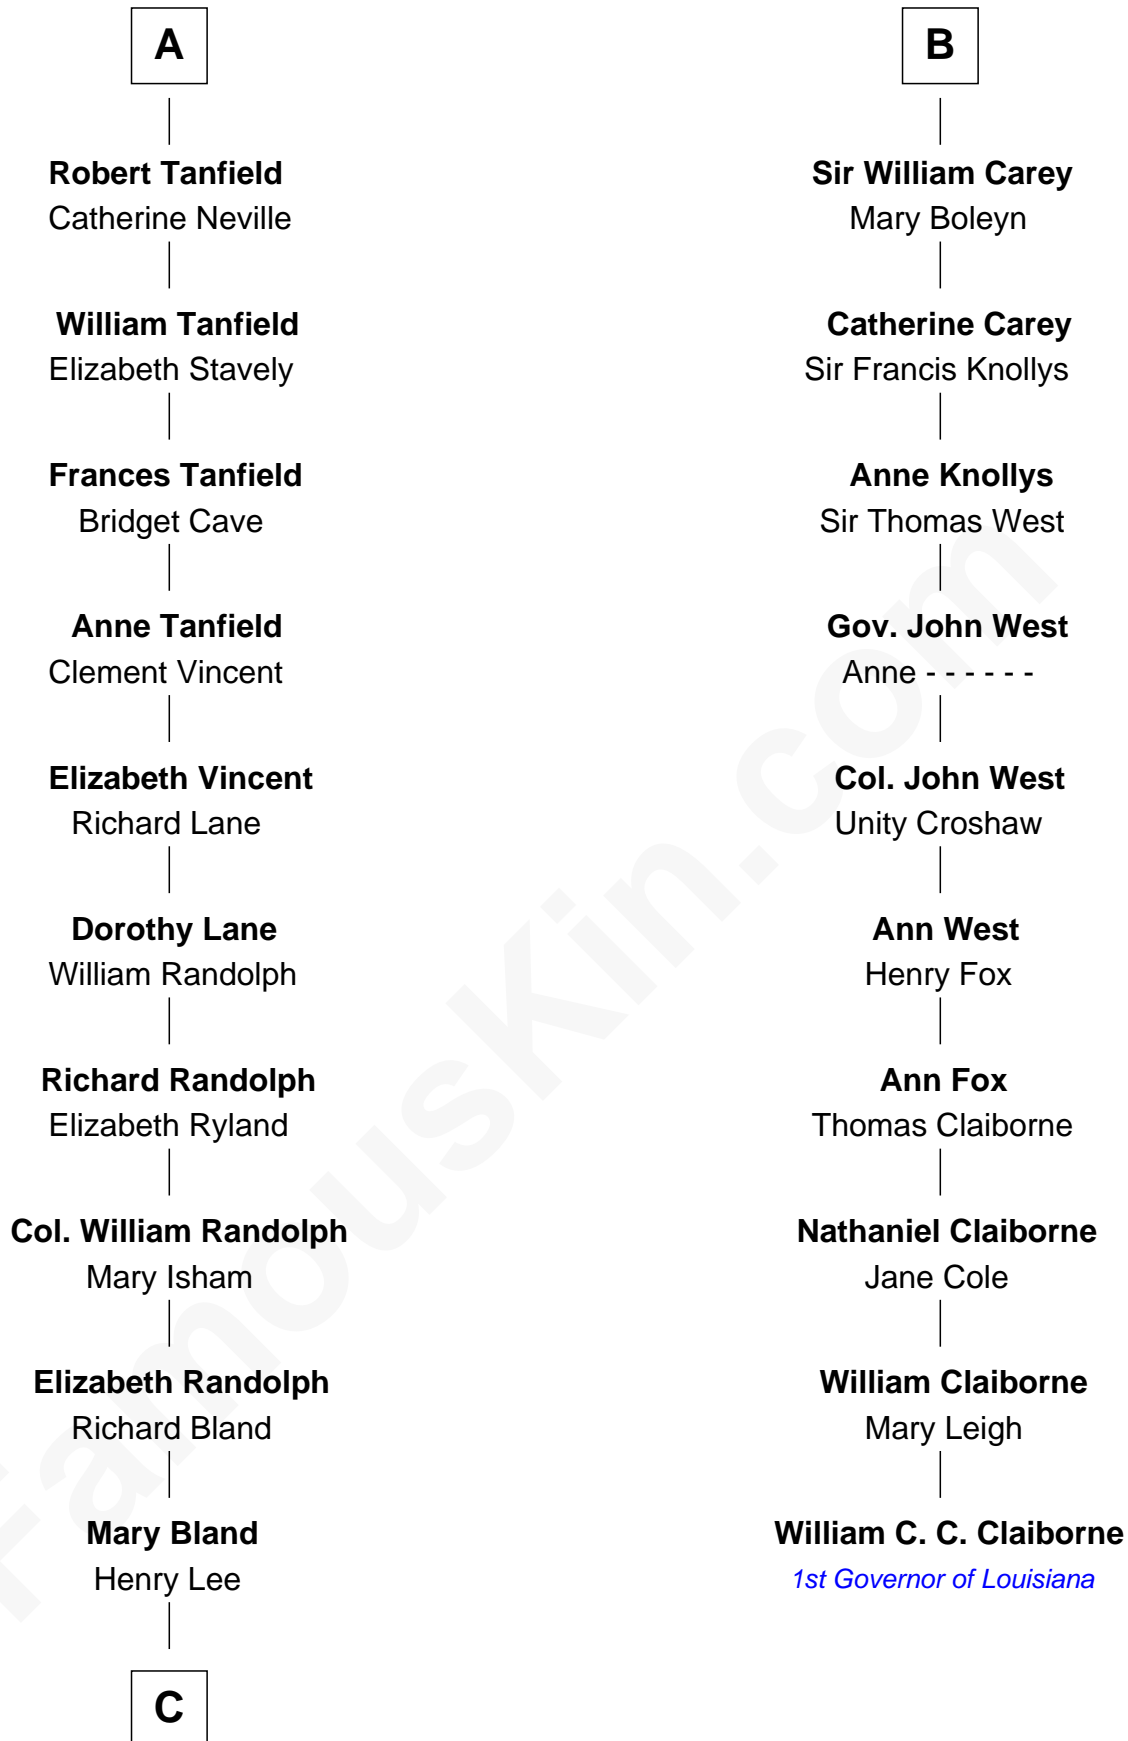 A
Robert Tanfield
Catherine Neville
William Tanfield
Elizabeth Stavely
Frances Tanfield
Bridget Cave
Anne Tanfield
Clement Vincent
Elizabeth Vincent
Richard Lane
Dorothy Lane
William Randolph
Richard Randolph
Elizabeth Ryland
Col. William Randolph
Mary Isham
Elizabeth Randolph
Richard Bland
Mary Bland
Henry Lee
C
B
Sir William Carey
Mary Boleyn
Catherine Carey
Sir Francis Knollys
Anne Knollys
Sir Thomas West
Gov. John West
Anne - - - - - -
Col. John West
Unity Croshaw
Ann West
Henry Fox
Ann Fox
Thomas Claiborne
Nathaniel Claiborne
Jane Cole
William Claiborne
Mary Leigh
William C. C. Claiborne
1st Governor of Louisiana
FamousKin.com